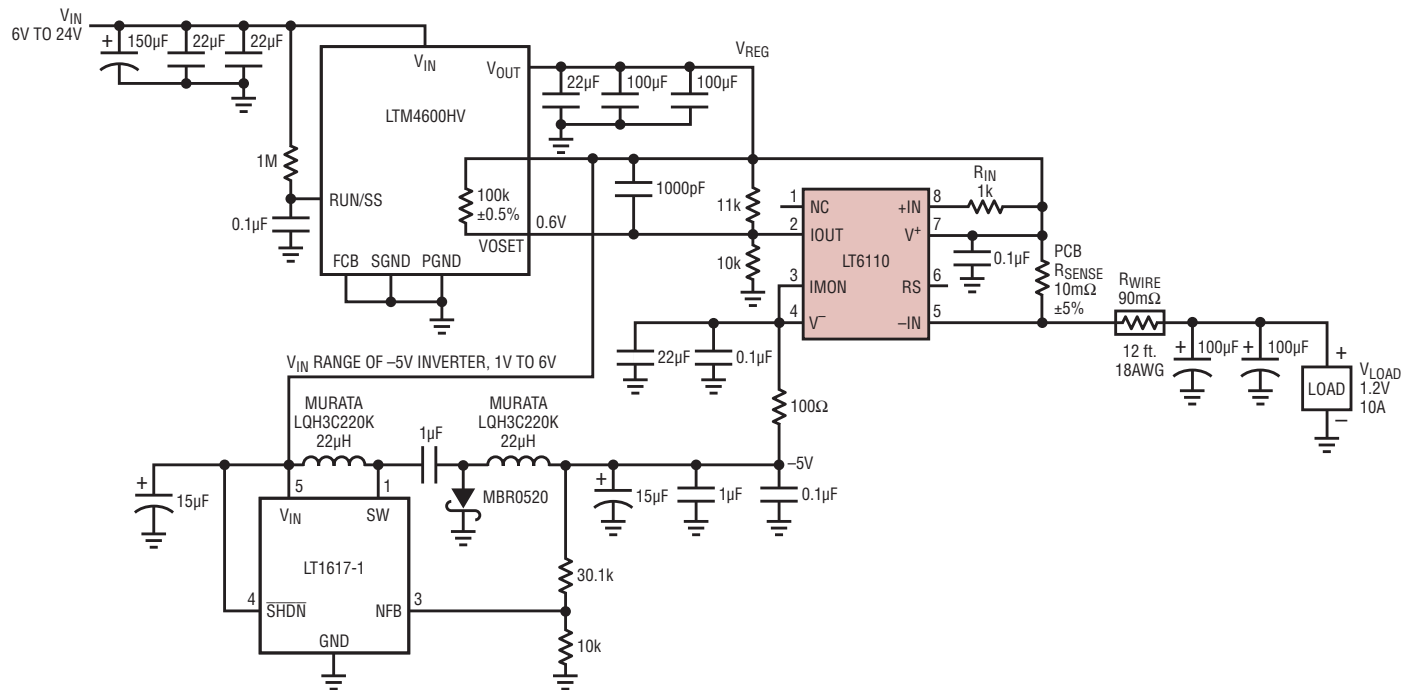 VIN
6V TO 24V
+
150µF
22µF
22µF
VIN
VOUT
LTM4600HV
VREG
22µF
100µF
100µF
1M
RUN/SS
0.1µF
100k
±0.5%
0.6V
VOSET
FCB
SGND
PGND
1000pF
11k
10k
1
NC
2
IOUT
3
IMON
4
V–
LT6110
+IN
8
V+
7
RS
6
–IN
5
RIN
1k
0.1µF
PCB
RSENSE
10mΩ
±5%
RWIRE
90mΩ
12 ft.
18AWG
+
100µF
+
100µF
+
LOAD
–
VLOAD
1.2V
10A
22µF
0.1µF
100Ω
VIN RANGE OF –5V INVERTER, 1V TO 6V
MURATA
LQH3C220K
22µH
1µF
MURATA
LQH3C220K
22µH
–5V
+
15µF
5
1
VIN
SW
MBR0520
+
15µF
1µF
0.1µF
LT1617-1
30.1k
4
SHDN
NFB
3
GND
10k